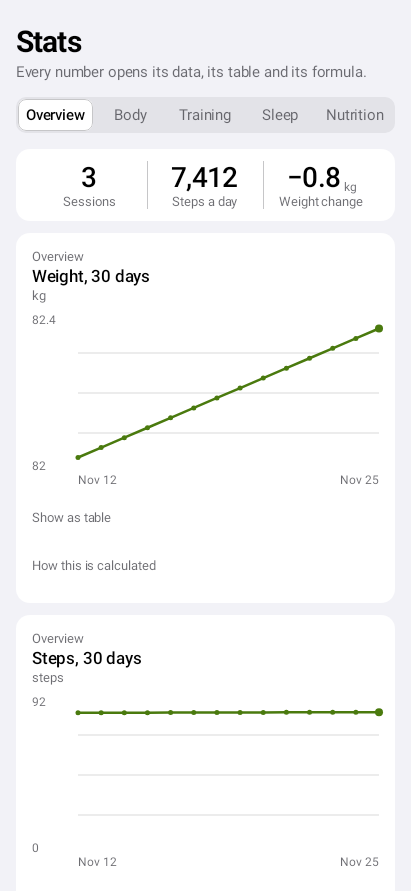 Stats
Every number opens its data, its table and its formula.
Overview Body Training Sleep Nutrition
3 7,412 −0.8 kg
Sessions Steps a day Weight change
Overview
Weight, 30 days
kg
82.4
82
Nov 12 Nov 25
Show as table
How this is calculated
Overview
Steps, 30 days
steps
92
0
Nov 12 Nov 25